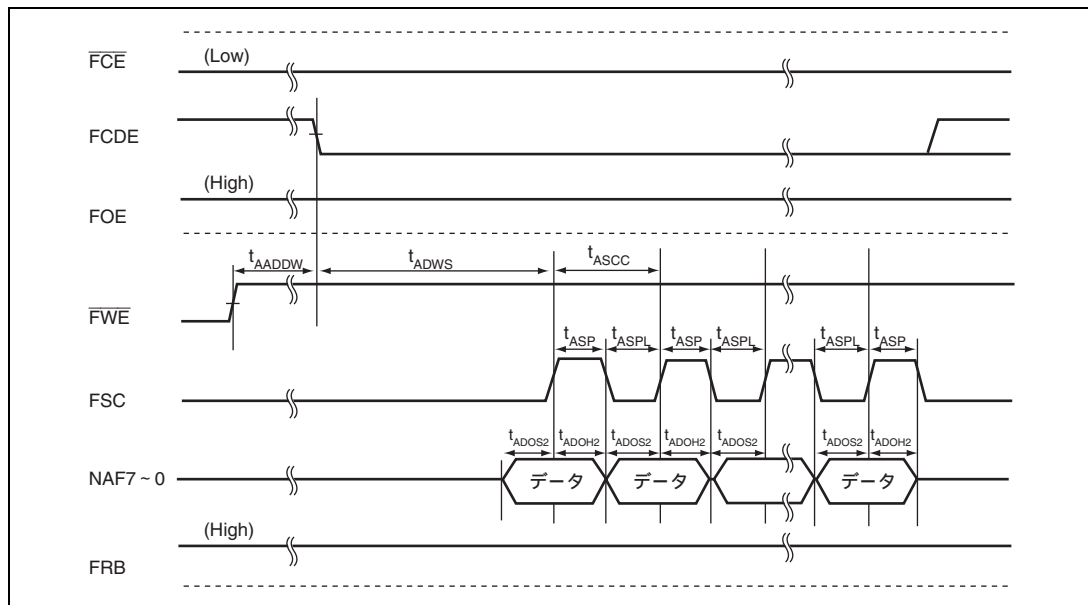 FCE (Low)
FCDE
FOE (High)
tAADDW tADWS tASCC
FWE
tASP tASPL tASP tASPL tASPL tASP
FSC
tADOS2 tADOH2 tADOS2 tADOH2 tADOS2 tADOS2 tADOH2
NAF7 ~ 0 データ データ データ
(High)
FRB